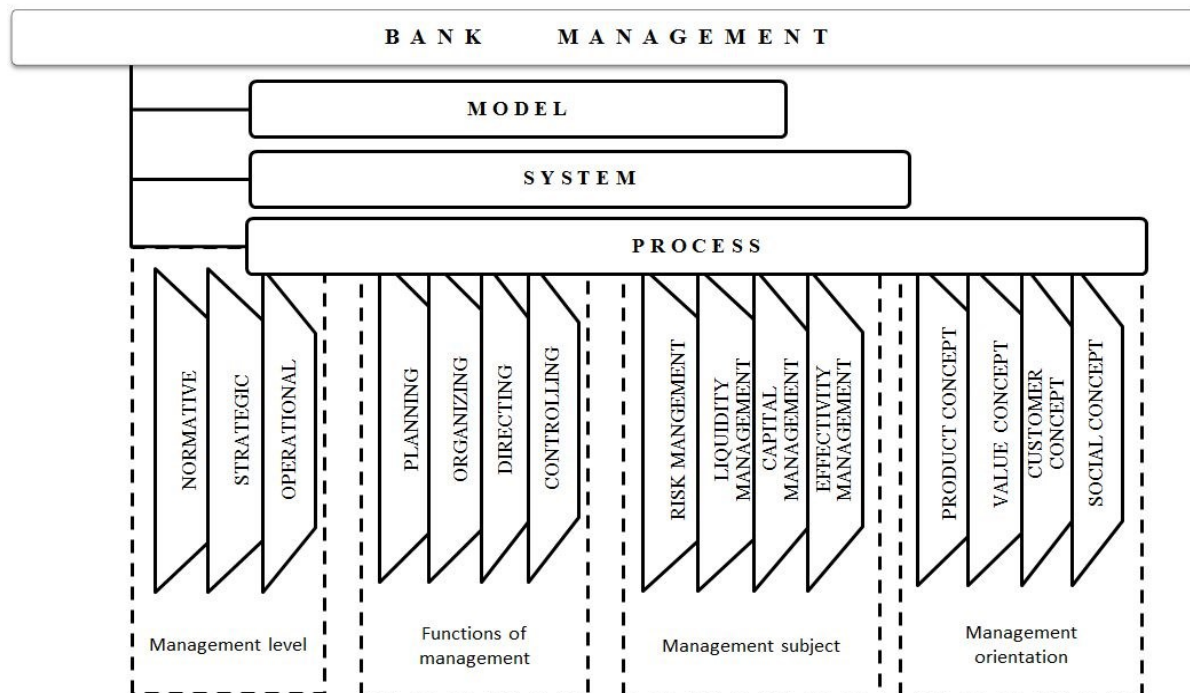 BANK MANAGEMENT
MODEL
SYSTEM
PROCESS
NORMATIVE
STRATEGIC
OPERATIONAL
PLANNING
ORGANIZING
DIRECTING
CONTROLLING
RISK MANGEMENT
LIQUIDITY
MANAGEMENT
CAPITAL
MANAGEMENT
EFFECTIVITY
MANAGEMENT
PRODUCT CONCEPT
VALUE CONCEPT
CUSTOMER
CONCEPT
SOCIAL CONCEPT
Management level
Functions of
management
Management subject
Management
orientation